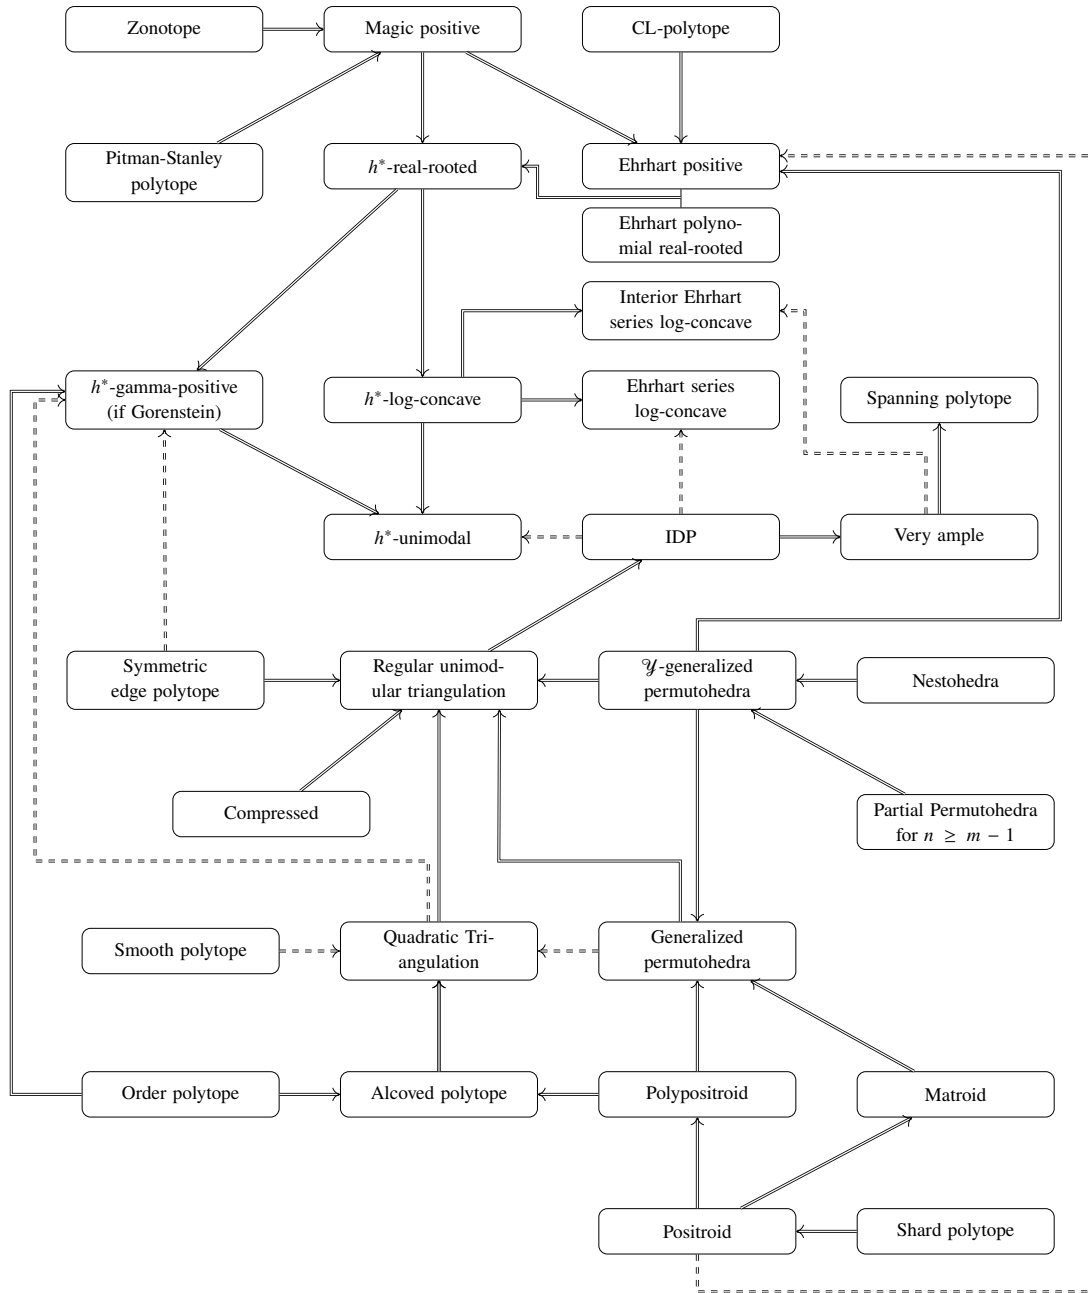 Zonotope
Magic positive
CL-polytope
Pitman-Stanley
polytope
h*-real-rooted
Ehrhart positive
Ehrhart polyno-
mial real-rooted
Interior Ehrhart
series log-concave
h*-gamma-positive
(if Gorenstein)
h*-log-concave
Ehrhart series
log-concave
Spanning polytope
h*-unimodal
IDP
Very ample
Symmetric
edge polytope
Regular unimod-
ular triangulation
𝒴-generalized
permutohedra
Nestohedra
Compressed
Partial Permutohedra
for n ≥ m − 1
Smooth polytope
Quadratic Tri-
angulation
Generalized
permutohedra
Order polytope
Alcoved polytope
Polypositroid
Matroid
Positroid
Shard polytope